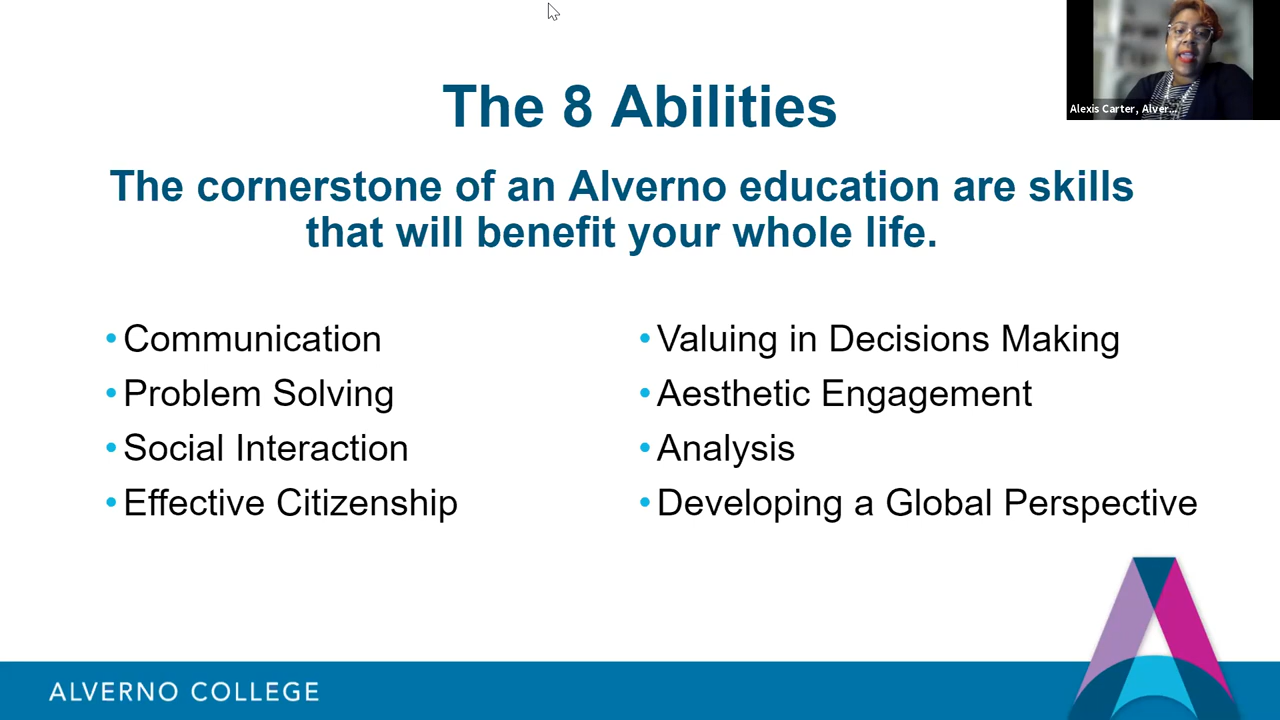 The 8 Abilities
Alexis Carter, Alver...
The cornerstone of an Alverno education are skills
that will benefit your whole life.
•Communication
•Problem Solving
•Social Interaction
•Effective Citizenship
•Valuing in Decisions Making
•Aesthetic Engagement
•Analysis
•Developing a Global Perspective
ALVERNO COLLEGE